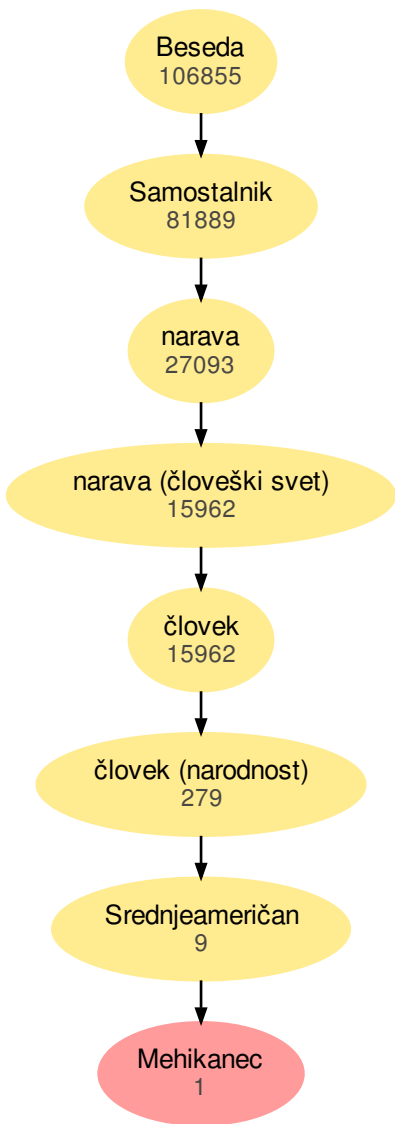 Beseda
106855
Samostalnik
81889
narava
27093
narava (človeški svet)
15962
človek
15962
človek (narodnost)
279
Srednjeameričan
9
Mehikanec
1